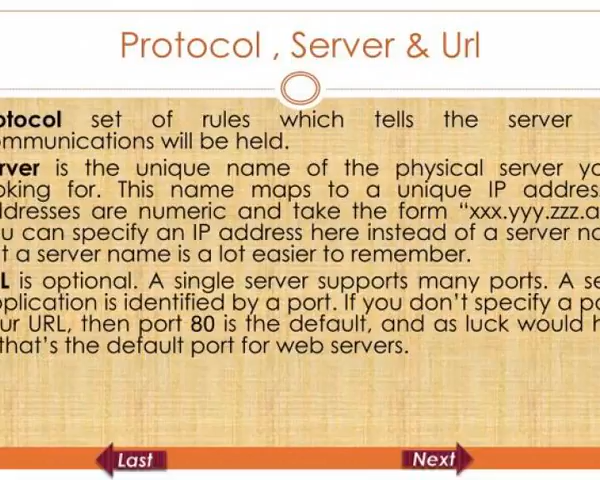 Protocol , Server & Url
otocol set of rules which tells the server
mmunications will be held.
rver is the unique name of the physical server yo
oking for. This name maps to a unique IP addres
ddresses are numeric and take the form “xxx.yyy.zzz.a
u can specify an IP address here instead of a server na
t a server name is a lot easier to remember.
L is optional. A single server supports many ports. A se
pplication is identified by a port. If you don’t specify a po
ur URL, then port 80 is the default, and as luck would h
that’s the default port for web servers.
Last
Next